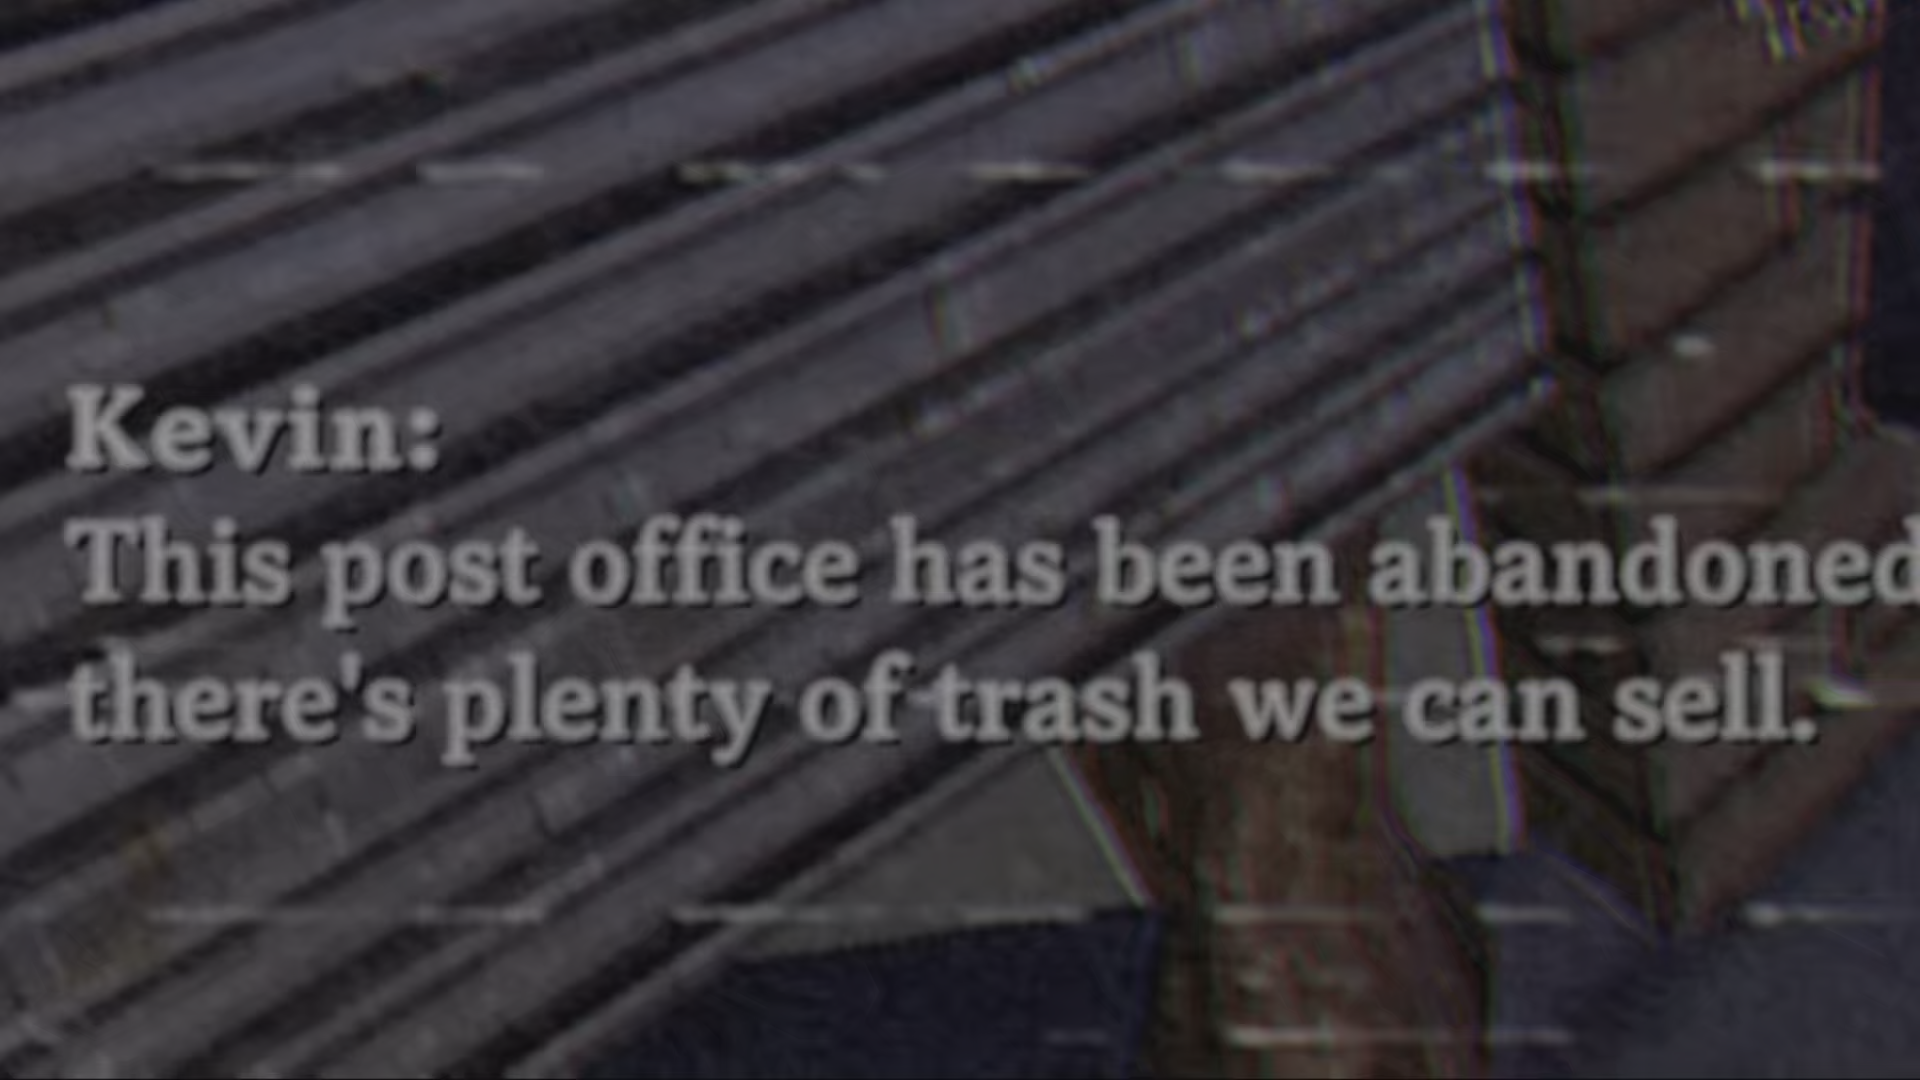 Kevin:
This post office has been abandoned
there's plenty of trash we can sell.